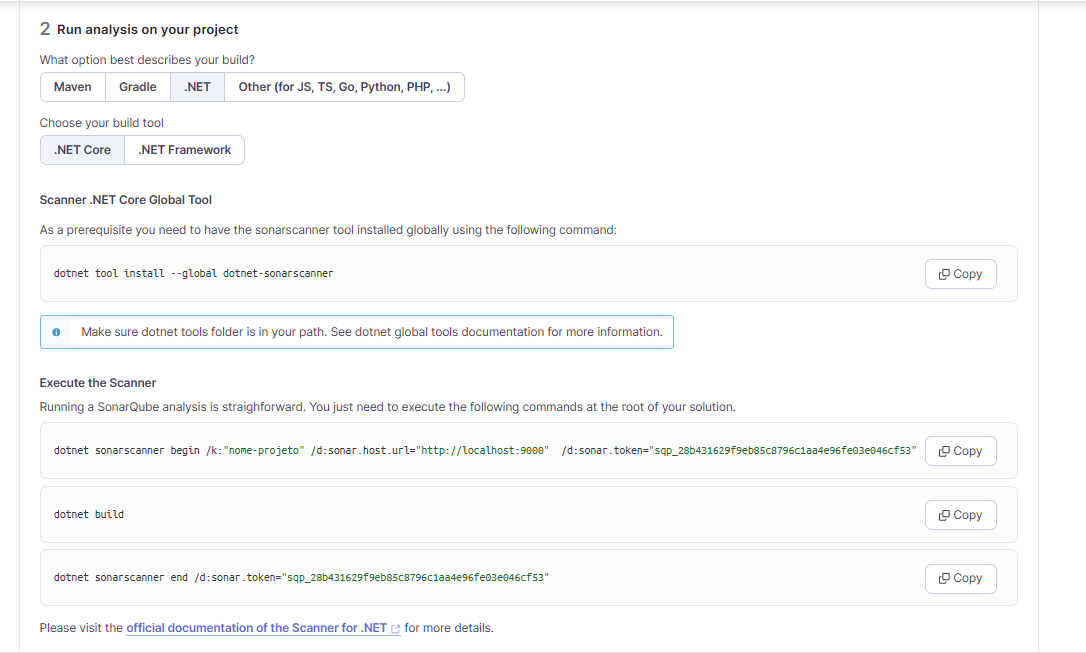 2 Run analysis on your project
What option best describes your build?
Maven Gradle .NET Other (for JS, TS, Go, Python, PHP, ...)
Choose your build tool
.NET Core .NET Framework
Scanner .NET Core Global Tool
As a prerequisite you need to have the sonarscanner tool installed globally using the following command:
dotnet tool install --global dotnet-sonarscanner Copy
Make sure dotnet tools folder is in your path. See dotnet global tools documentation for more information.
Execute the Scanner
Running a SonarQube analysis is straighforward. You just need to execute the following commands at the root of your solution.
dotnet sonarscanner begin /k:"nome-projeto" /d:sonar.host.url="http://localhost:9000" /d:sonar.token="sqp_28b431629f9eb85c8796c1aa4e96fe03e046cf53" Copy
dotnet build Copy
dotnet sonarscanner end /d:sonar.token="sqp_28b431629f9eb85c8796c1aa4e96fe03e046cf53" Copy
Please visit the official documentation of the Scanner for .NET for more details.